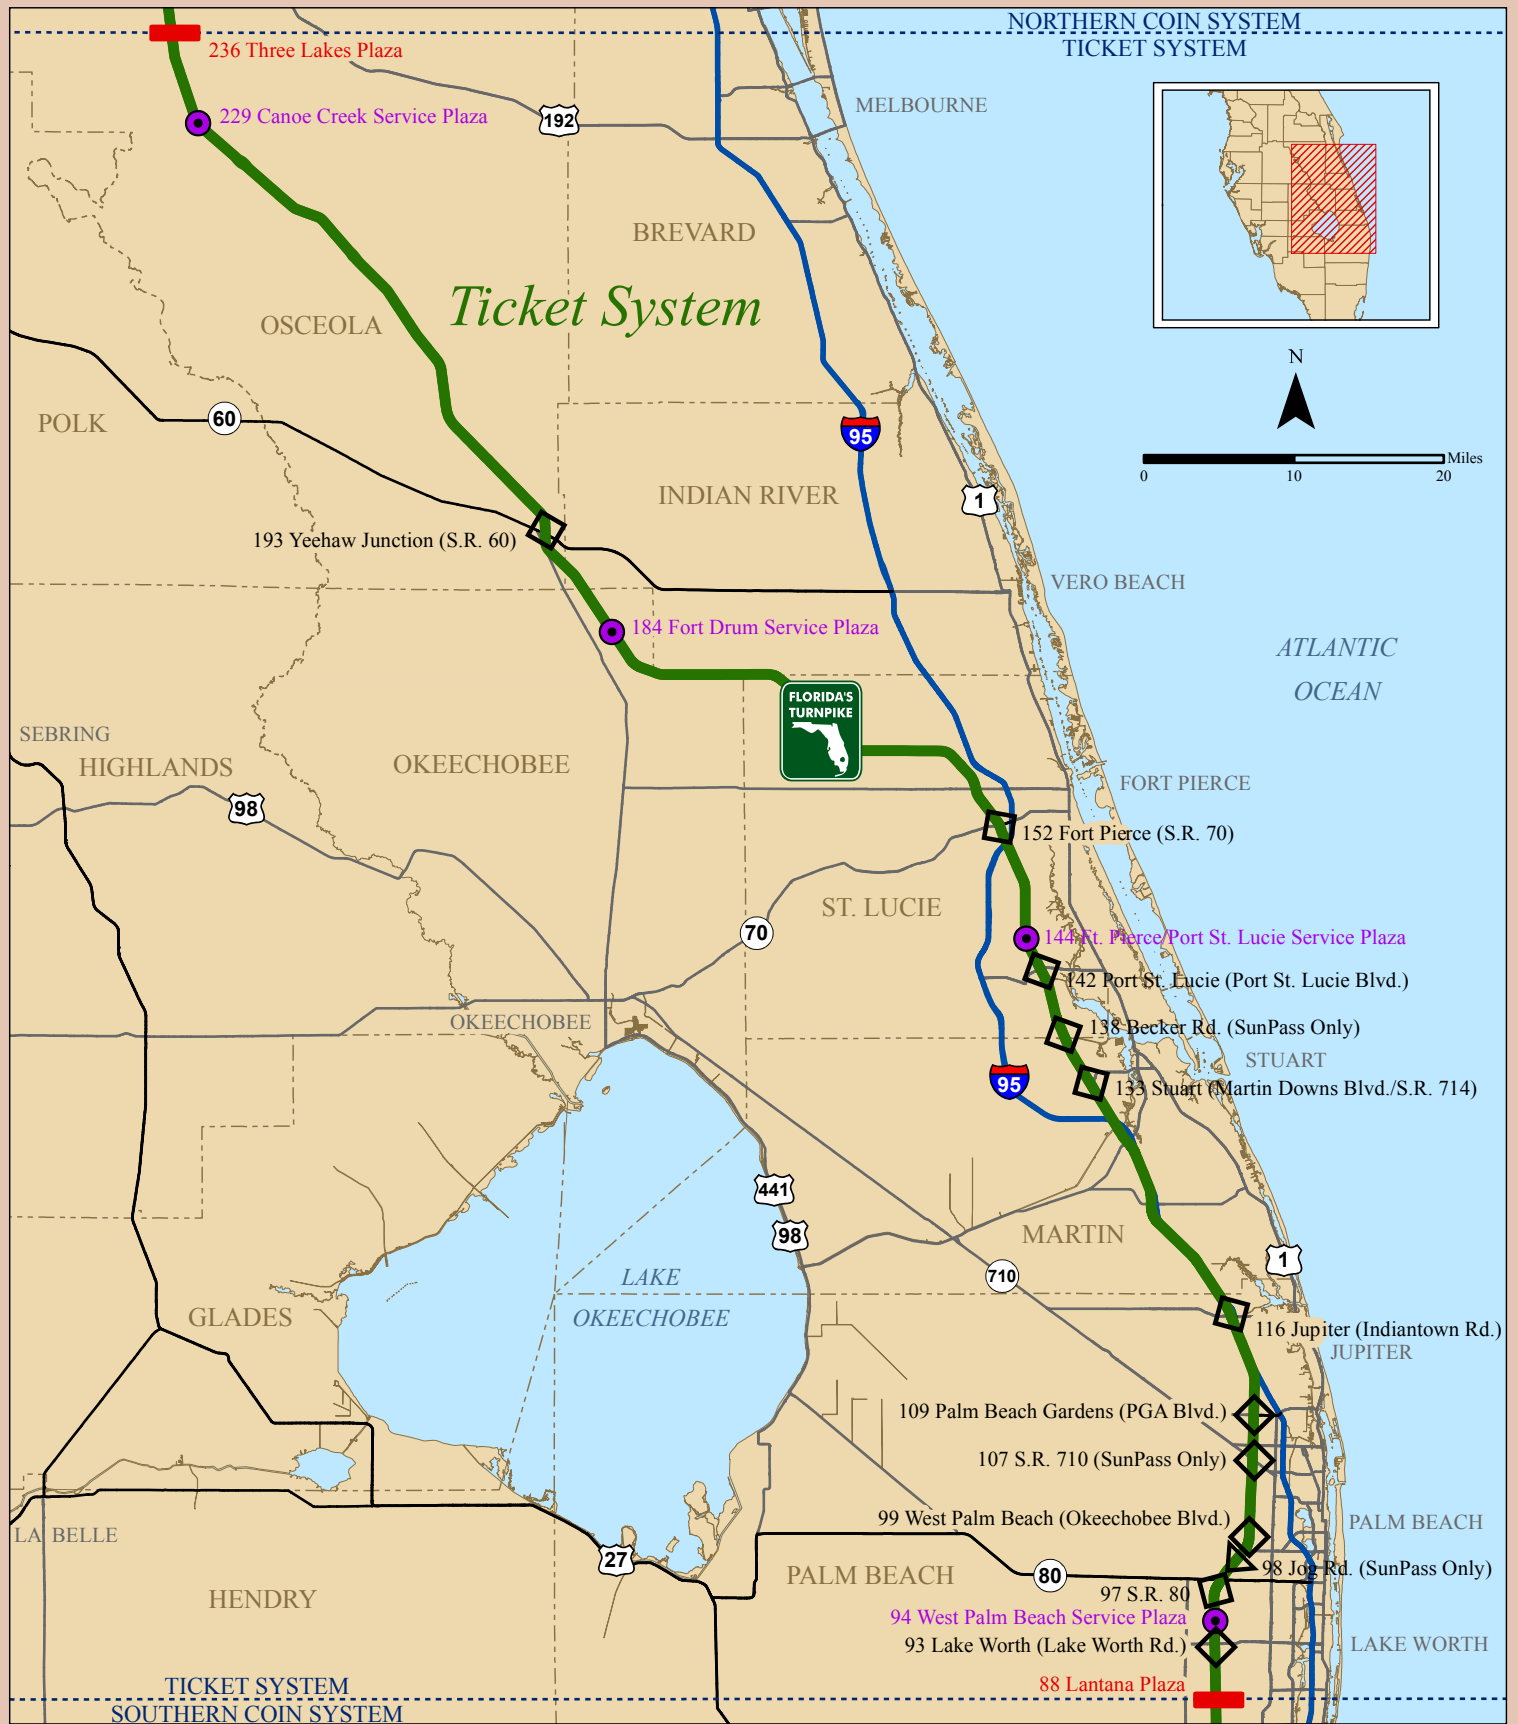 NORTHERN COIN SYSTEM
TICKET SYSTEM
236 Three Lakes Plaza
229 Canoe Creek Service Plaza
192
MELBOURNE
BREVARD
Ticket System
OSCEOLA
N
POLK
60
95
Miles
0 10 20
INDIAN RIVER
1
193 Yeehaw Junction (S.R. 60)
VERO BEACH
184 Fort Drum Service Plaza
ATLANTIC
OCEAN
FLORIDA'S
TURNPIKE
SEBRING
HIGHLANDS
OKEECHOBEE
98
FORT PIERCE
152 Fort Pierce (S.R. 70)
ST. LUCIE
70
144 Ft. Pierce/Port St. Lucie Service Plaza
142 Port St. Lucie (Port St. Lucie Blvd.)
OKEECHOBEE
138 Becker Rd. (SunPass Only)
STUART
95
133 Stuart (Martin Downs Blvd./S.R. 714)
441
98
MARTIN
1
710
LAKE
OKEECHOBEE
GLADES
116 Jupiter (Indiantown Rd.)
JUPITER
109 Palm Beach Gardens (PGA Blvd.)
107 S.R. 710 (SunPass Only)
99 West Palm Beach (Okeechobee Blvd.)
PALM BEACH
LA BELLE
27
98 Jog Rd. (SunPass Only)
PALM BEACH
80
97 S.R. 80
HENDRY
94 West Palm Beach Service Plaza
93 Lake Worth (Lake Worth Rd.)
LAKE WORTH
88 Lantana Plaza
TICKET SYSTEM
SOUTHERN COIN SYSTEM